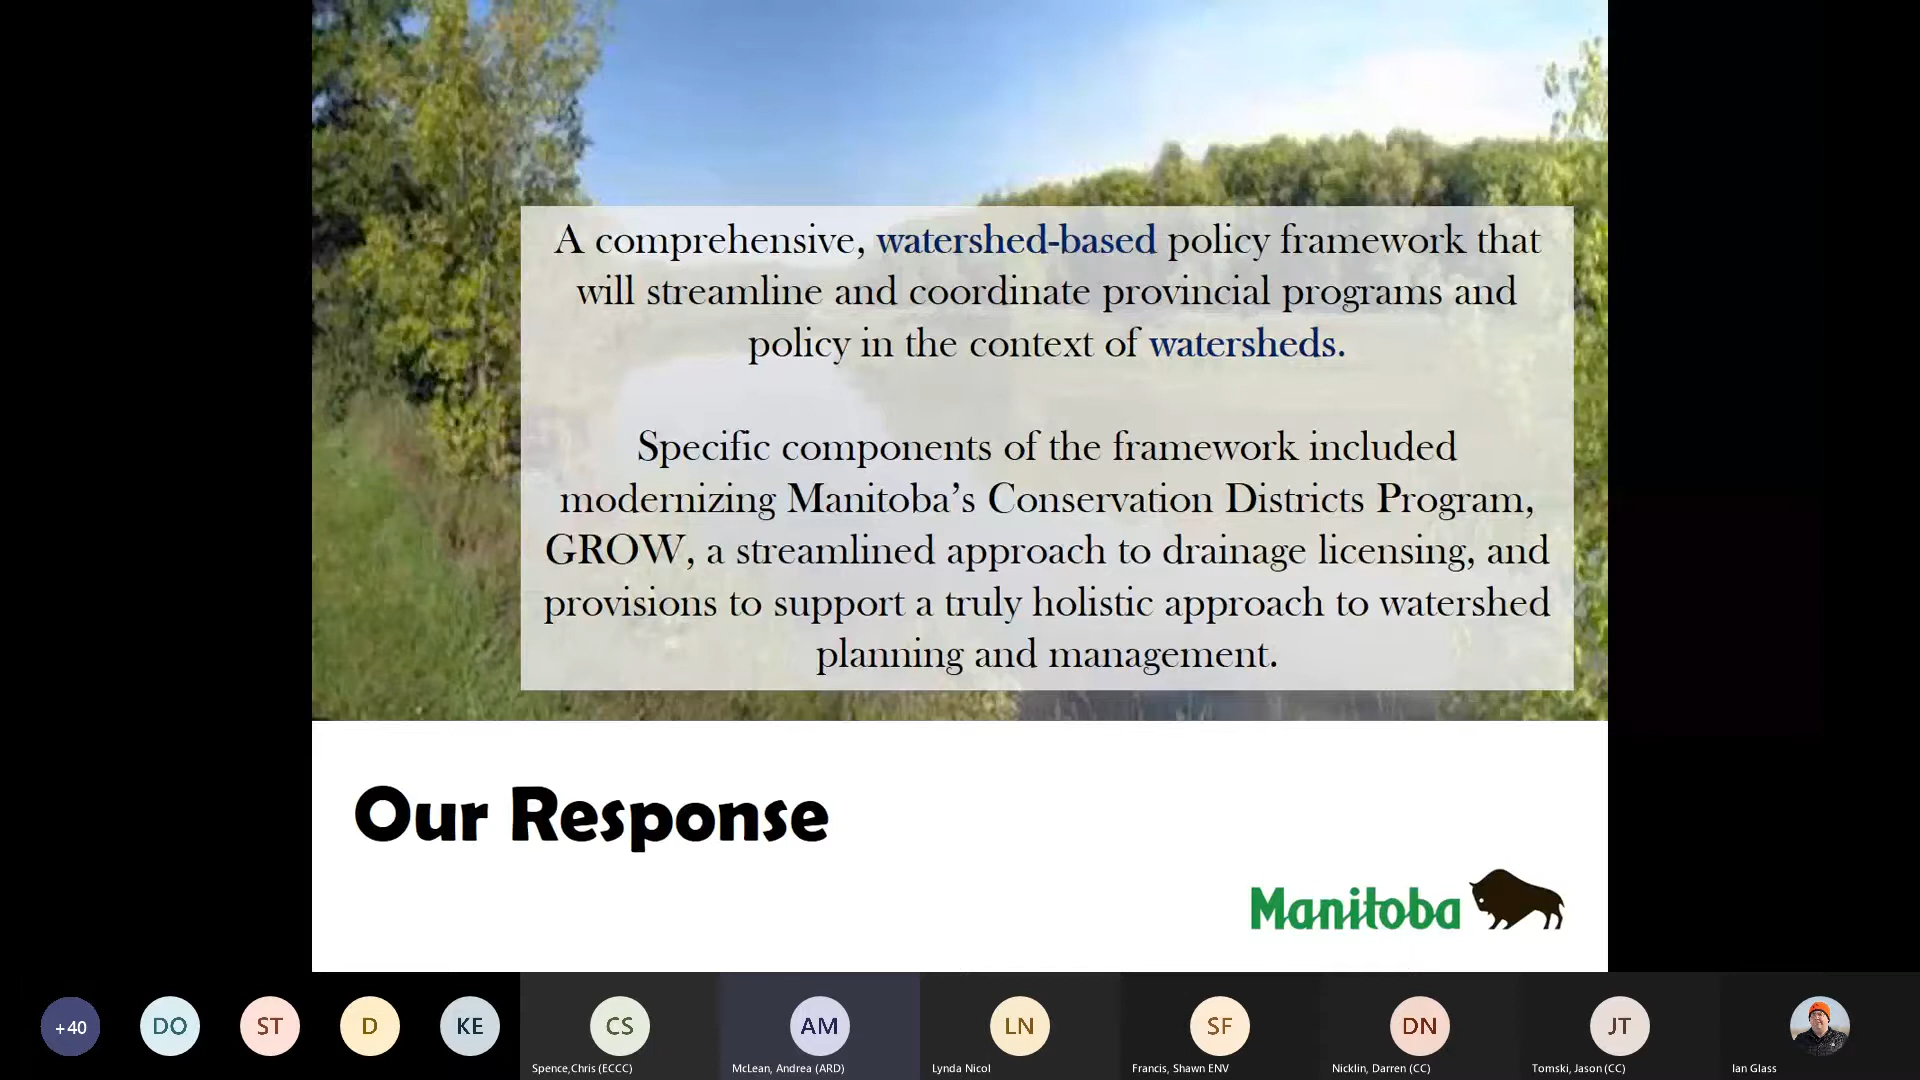 A comprehensive, watershed-based policy framework that
will streamline and coordinate provincial programs and
policy in the context of watersheds.
Specific components of the framework included
modernizing Manitoba’s Conservation Districts Program,
GROW, a streamlined approach to drainage licensing, and
provisions to support a truly holistic approach to watershed
planning and management.
Our Response
Manitoba
+40
DO
ST
D
KE
CS
AM
LN
SF
DN
JT
Spence,Chris (ECCC)
McLean, Andrea (ARD)
Lynda Nicol
Francis, Shawn ENV
Nicklin, Darren (CC)
Tomski, Jason (CC)
Ian Glass